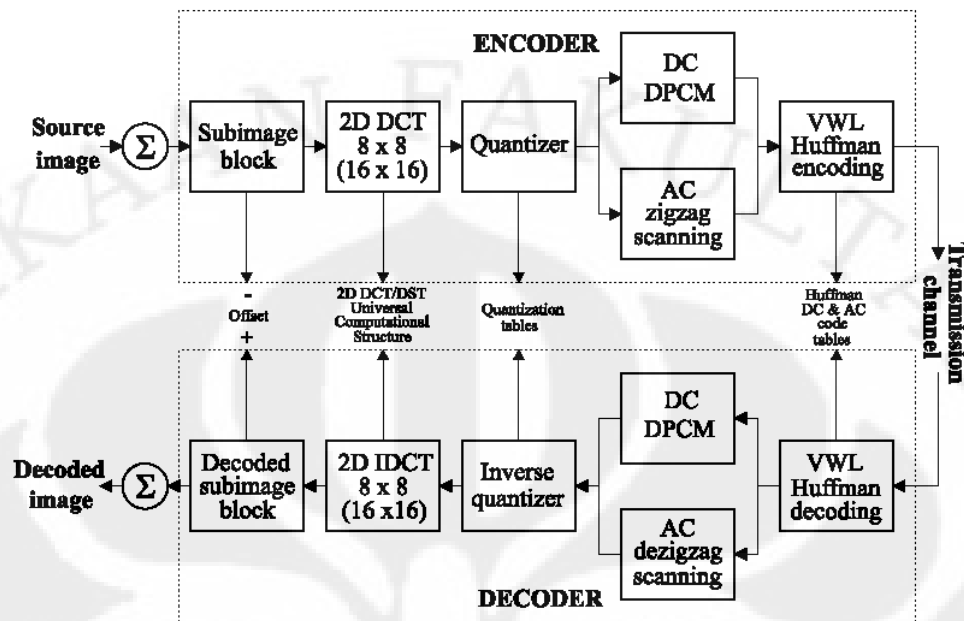 ENCODER
Source
image
Σ
Subimage
block
2D DCT
8 x 8
(16 x 16)
Quantizer
DC
DPCM
AC
zigzag
scanning
VWL
Huffman
encoding
Transmission
channel
-
Offset
+
2D DCT/DST
Universal
Computational
Structure
Quantization
tables
Huffman
DC & AC
code
tables
Decoded
image
Σ
Decoded
subimage
block
2D IDCT
8 x 8
(16 x16)
Inverse
quantizer
DC
DPCM
AC
dezigzag
scanning
VWL
Huffman
decoding
DECODER